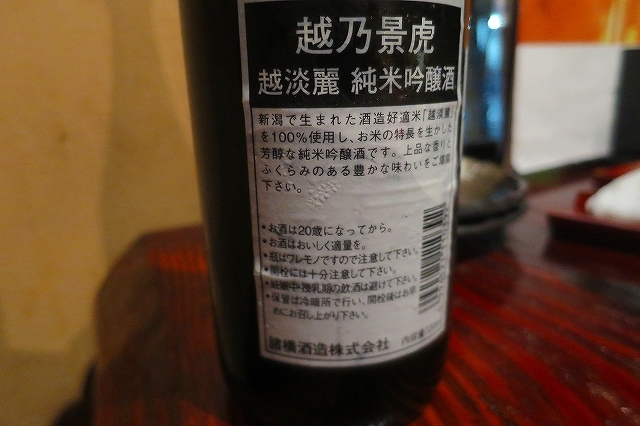 越乃景虎
越淡麗 純米吟醸酒
新潟で生まれた酒造好適米「越淡麗」
を100%使用し、お米の特長を生かした
芳醇な純米吟醸酒です。上品な香りと
ふくらみのある豊かな味わいをご堪能
下さい。
・お酒は20歳になってから。
・お酒はおいしく適量を。
・瓶はワレモノですので注意して下さい。
・開栓には十分注意して下さい。
・妊娠中・授乳期の飲酒は避けて下さい。
・保管は冷暗所で行い、開栓後はお早
めにお召し上がり下さい。
諸橋酒造株式会社 内容量